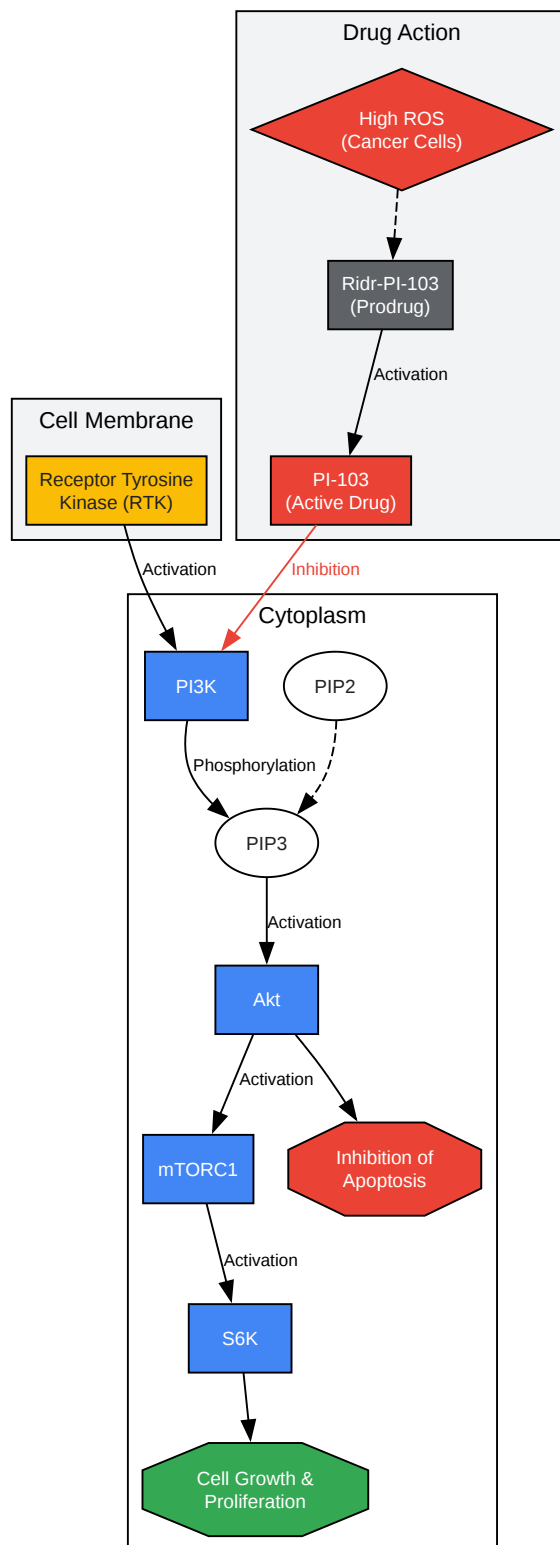 Drug Action
High ROS
(Cancer Cells)
Ridr-PI-103
(Prodrug)
Activation
Cell Membrane
Receptor Tyrosine
Kinase (RTK)
PI-103
(Active Drug)
Activation
Inhibition
Cytoplasm
PI3K
PIP2
Phosphorylation
PIP3
Activation
Akt
Activation
mTORC1
Inhibition of
Apoptosis
Activation
S6K
Cell Growth &
Proliferation